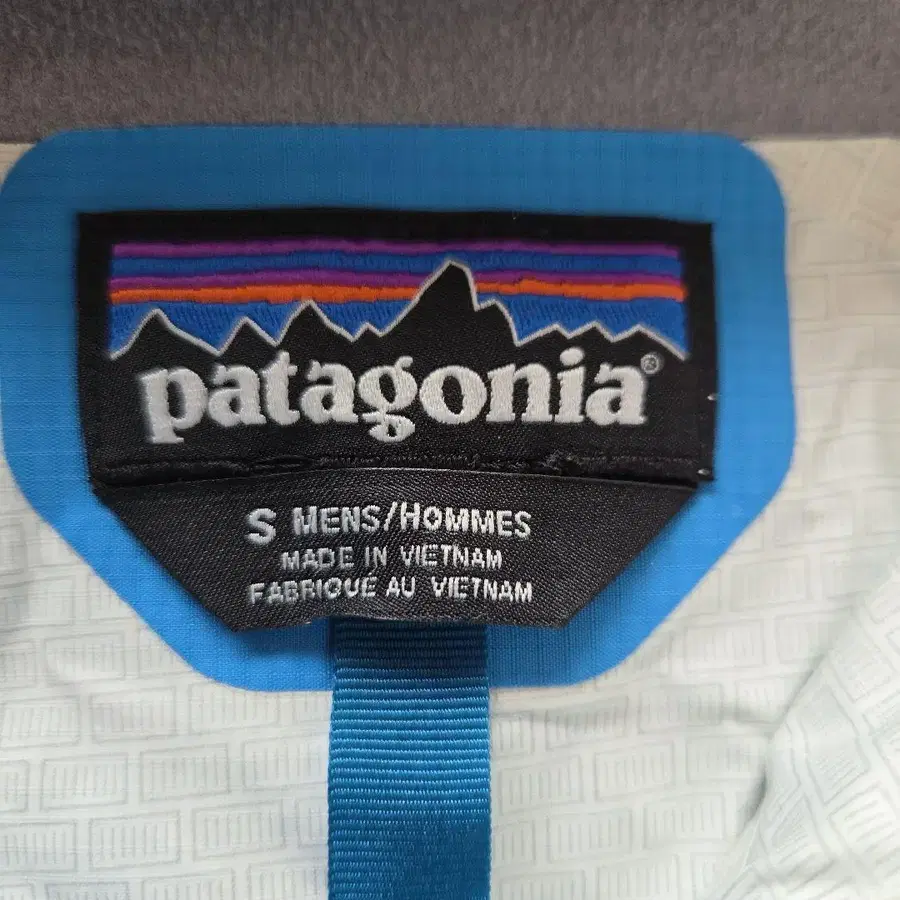 patagonia®
S MENS/HOMMES
MADE IN VIETNAM
FABRIQUÉ AU VIETNAM